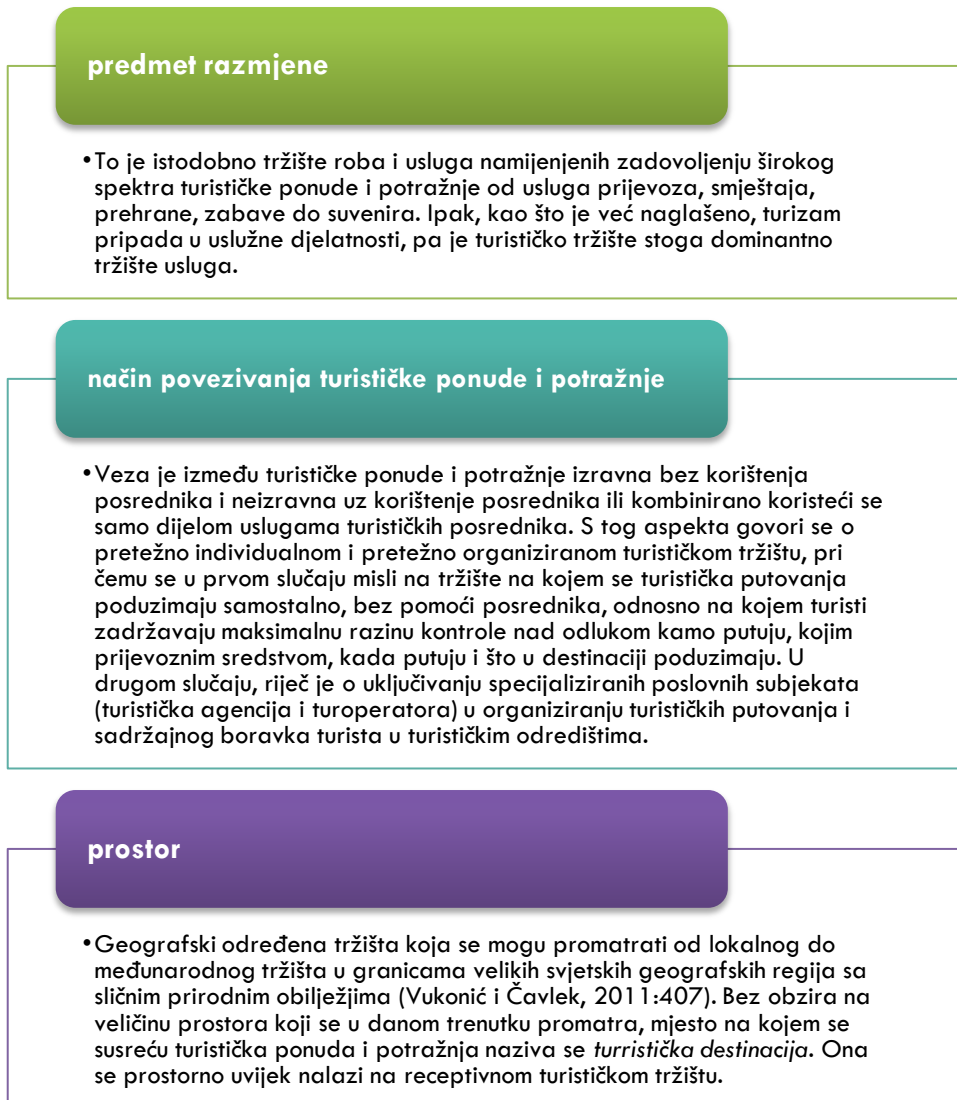 predmet razmjene
•To je istodobno tržište roba i usluga namijenjenih zadovoljenju širokog
spektra turističke ponude i potražnje od usluga prijevoza, smještaja,
prehrane, zabave do suvenira. Ipak, kao što je već naglašeno, turizam
pripada u uslužne djelatnosti, pa je turističko tržište stoga dominantno
tržište usluga.
način povezivanja turističke ponude i potražnje
•Veza je između turističke ponude i potražnje izravna bez korištenja
posrednika i neizravna uz korištenje posrednika ili kombinirano koristeći se
samo dijelom uslugama turističkih posrednika. S tog aspekta govori se o
pretežno individualnom i pretežno organiziranom turističkom tržištu, pri
čemu se u prvom slučaju misli na tržište na kojem se turistička putovanja
poduzimaju samostalno, bez pomoći posrednika, odnosno na kojem turisti
zadržavaju maksimalnu razinu kontrole nad odlukom kamo putuju, kojim
prijevoznim sredstvom, kada putuju i što u destinaciji poduzimaju. U
drugom slučaju, riječ je o uključivanju specijaliziranih poslovnih subjekata
(turistička agencija i turoperatora) u organiziranju turističkih putovanja i
sadržajnog boravka turista u turističkim odredištima.
prostor
•Geografski određena tržišta koja se mogu promatrati od lokalnog do
međunarodnog tržišta u granicama velikih svjetskih geografskih regija sa
sličnim prirodnim obilježjima (Vukonić i Čavlek, 2011:407). Bez obzira na
veličinu prostora koji se u danom trenutku promatra, mjesto na kojem se
susreću turistička ponuda i potražnja naziva se turristička destinacija. Ona
se prostorno uvijek nalazi na receptivnom turističkom tržištu.